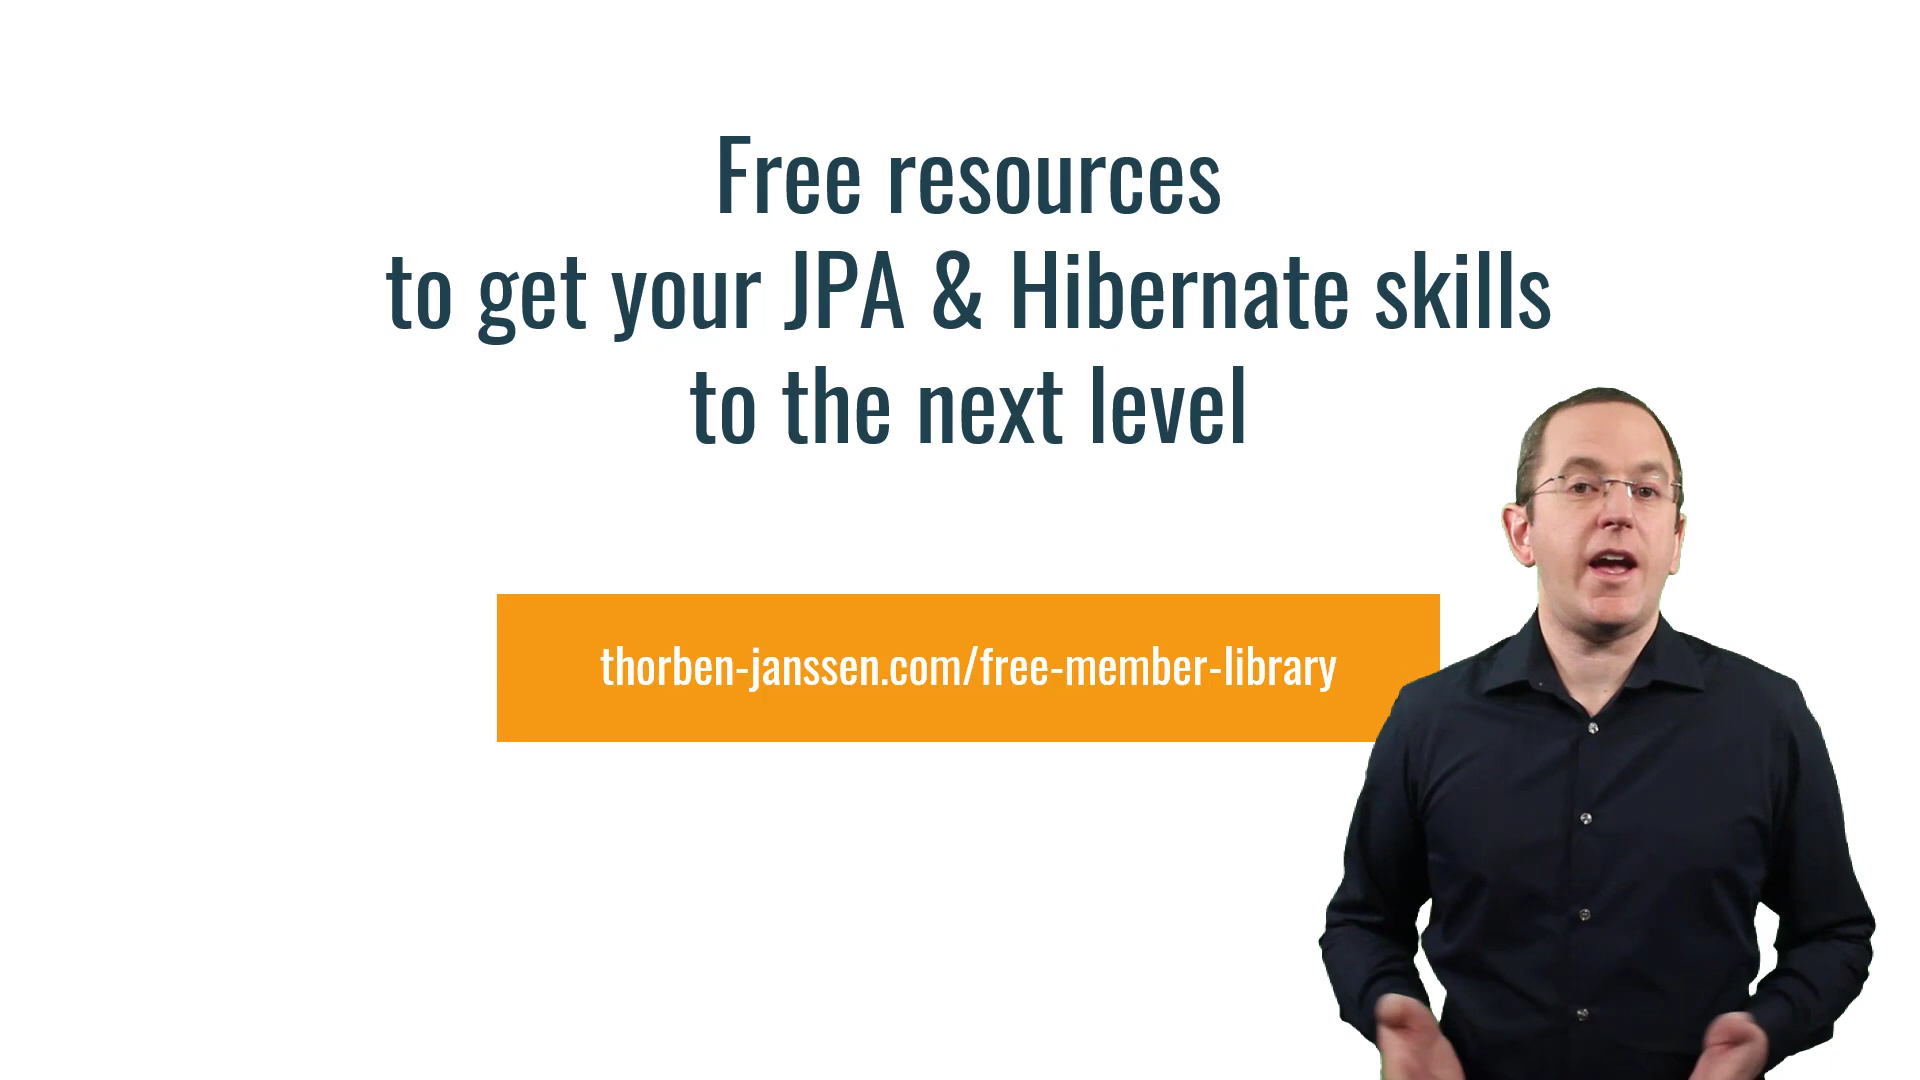 Free resources
to get your JPA & Hibernate skills
to the next level
thorben-janssen.com/free-member-library